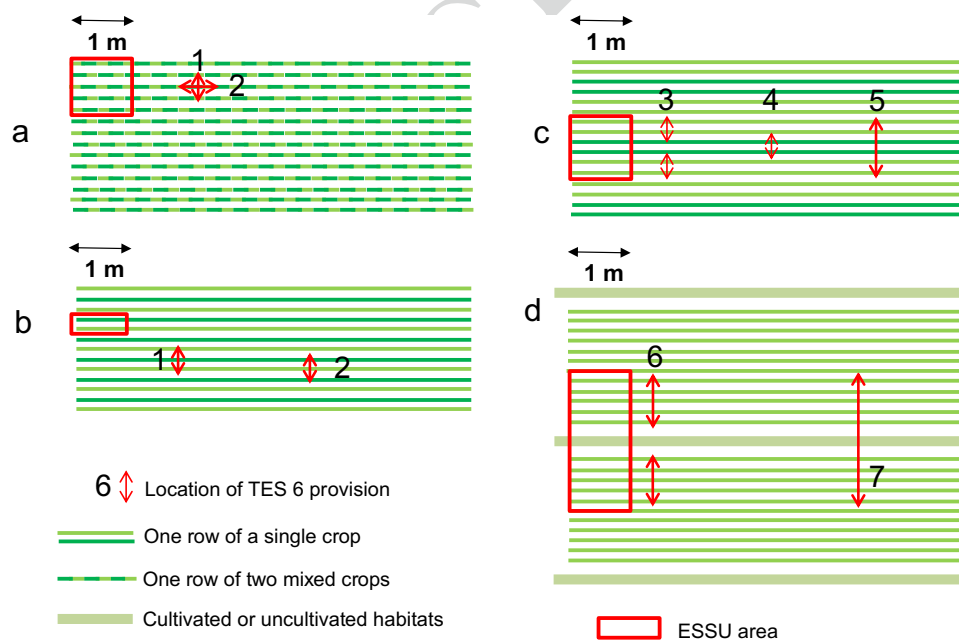 1 m
1
2
a
1 m
b
1
2
6 Location of TES 6 provision
One row of a single crop
One row of two mixed crops
Cultivated or uncultivated habitats
1 m
3 4 5
c
1 m
d
6
7
ESSU area